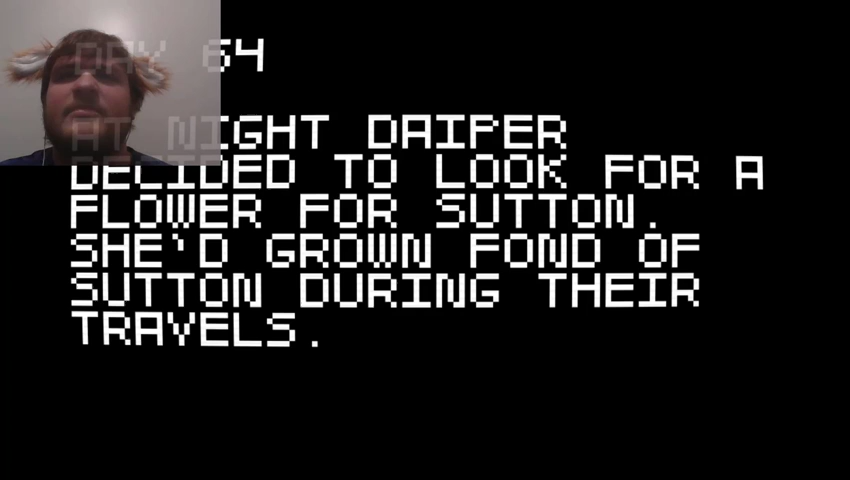 DAY 64
AT NIGHT DAIPER
DECIDED TO LOOK FOR A
FLOWER FOR SUTTON.
SHE'D GROWN FOND OF
SUTTON DURING THEIR
TRAVELS.